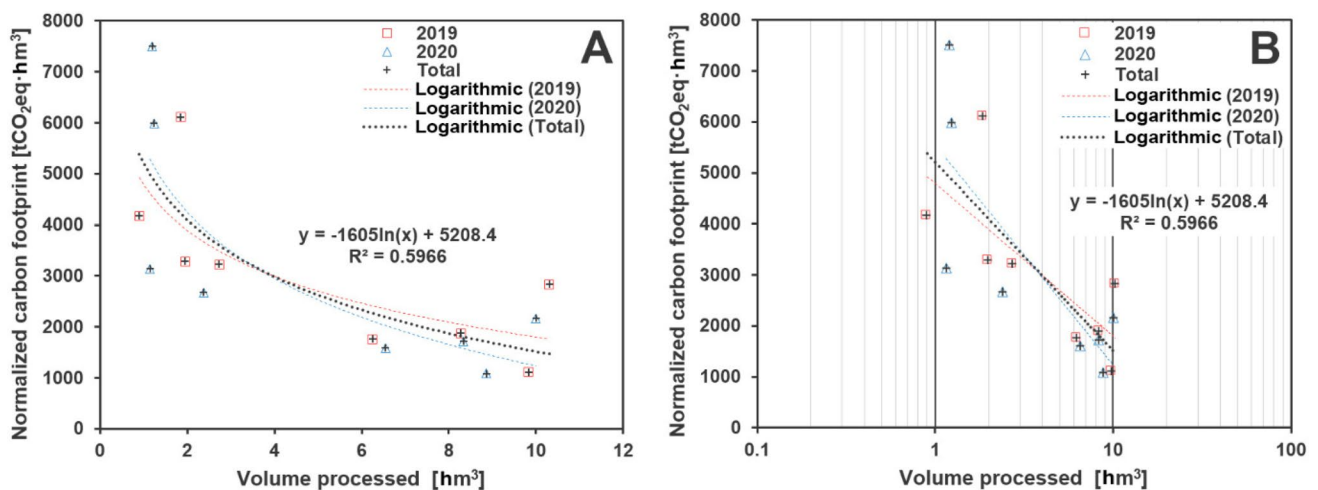 8000
7000
6000
5000
4000
3000
2000
1000
0
Normalized carbon footprint [tCO₂eq·hm³]
2019
2020
Total
Logarithmic (2019)
Logarithmic (2020)
Logarithmic (Total)
A
y = -1605ln(x) + 5208.4
R² = 0.5966
0 2 4 6 8 10 12
Volume processed [hm³]
8000
7000
6000
5000
4000
3000
2000
1000
0
Normalized carbon footprint [tCO₂eq·hm³]
2019
2020
Total
Logarithmic (2019)
Logarithmic (2020)
Logarithmic (Total)
B
y = -1605ln(x) + 5208.4
R² = 0.5966
0.1 1 10 100
Volume processed [hm³]